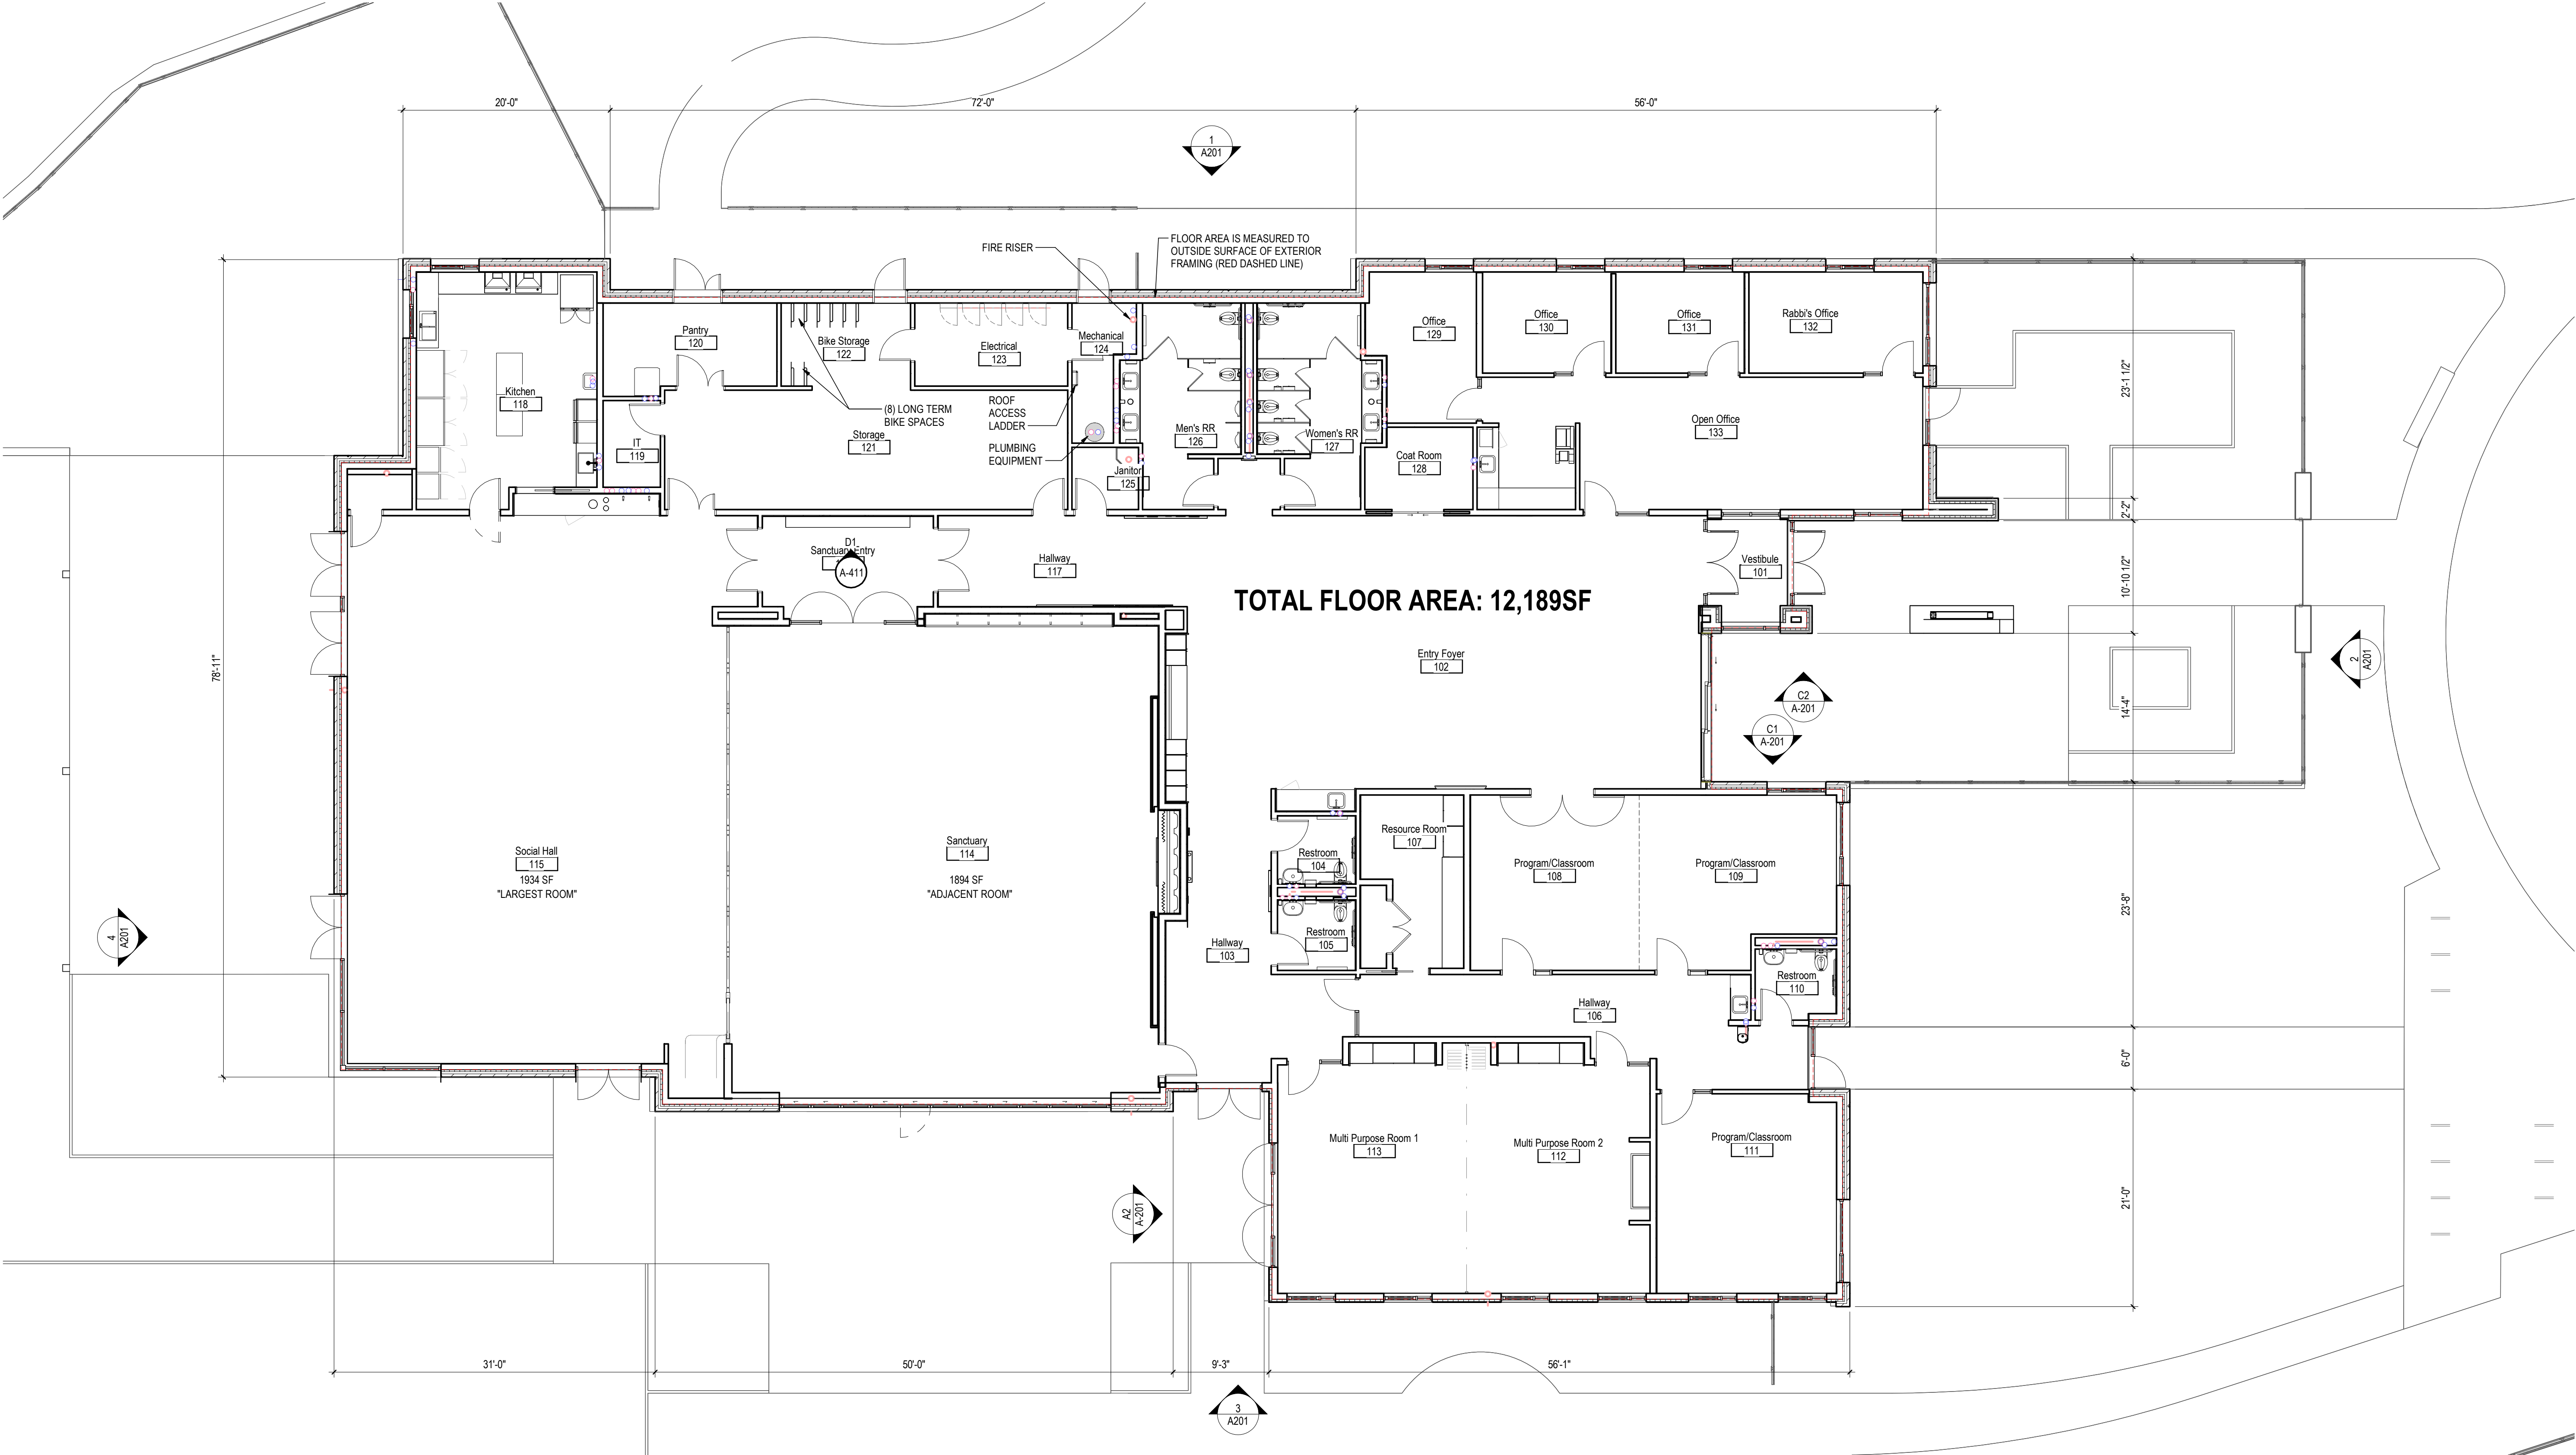 20'-0"
72'-0"
56'-0"
1
A201
FIRE RISER
FLOOR AREA IS MEASURED TO
OUTSIDE SURFACE OF EXTERIOR
FRAMING (RED DASHED LINE)
Pantry
120
Bike Storage
122
Electrical
123
Mechanical
124
Office
129
Office
130
Office
131
Rabbi's Office
132
23'-1 1/2"
Kitchen
118
(8) LONG TERM
BIKE SPACES
ROOF
ACCESS
LADDER
PLUMBING
EQUIPMENT
IT
119
Storage
121
Janitor
125
Men's RR
126
Women's RR
127
Coat Room
128
Open Office
133
2'-2"
D1
Sanctuary Entry
A-411
Hallway
117
Vestibule
101
10'-10 1/2"
TOTAL FLOOR AREA: 12,189SF
Entry Foyer
102
78'-11"
2
A201
C2
A-201
C1
A-201
14'-4"
Social Hall
115
1934 SF
"LARGEST ROOM"
Sanctuary
114
1894 SF
"ADJACENT ROOM"
Restroom
104
Resource Room
107
Program/Classroom
108
Program/Classroom
109
23'-8"
4
A201
Hallway
103
Restroom
105
Restroom
110
Hallway
106
6'-0"
Multi Purpose Room 1
113
Multi Purpose Room 2
112
Program/Classroom
111
A2
A-201
21'-0"
31'-0"
50'-0"
9'-3"
56'-1"
3
A201